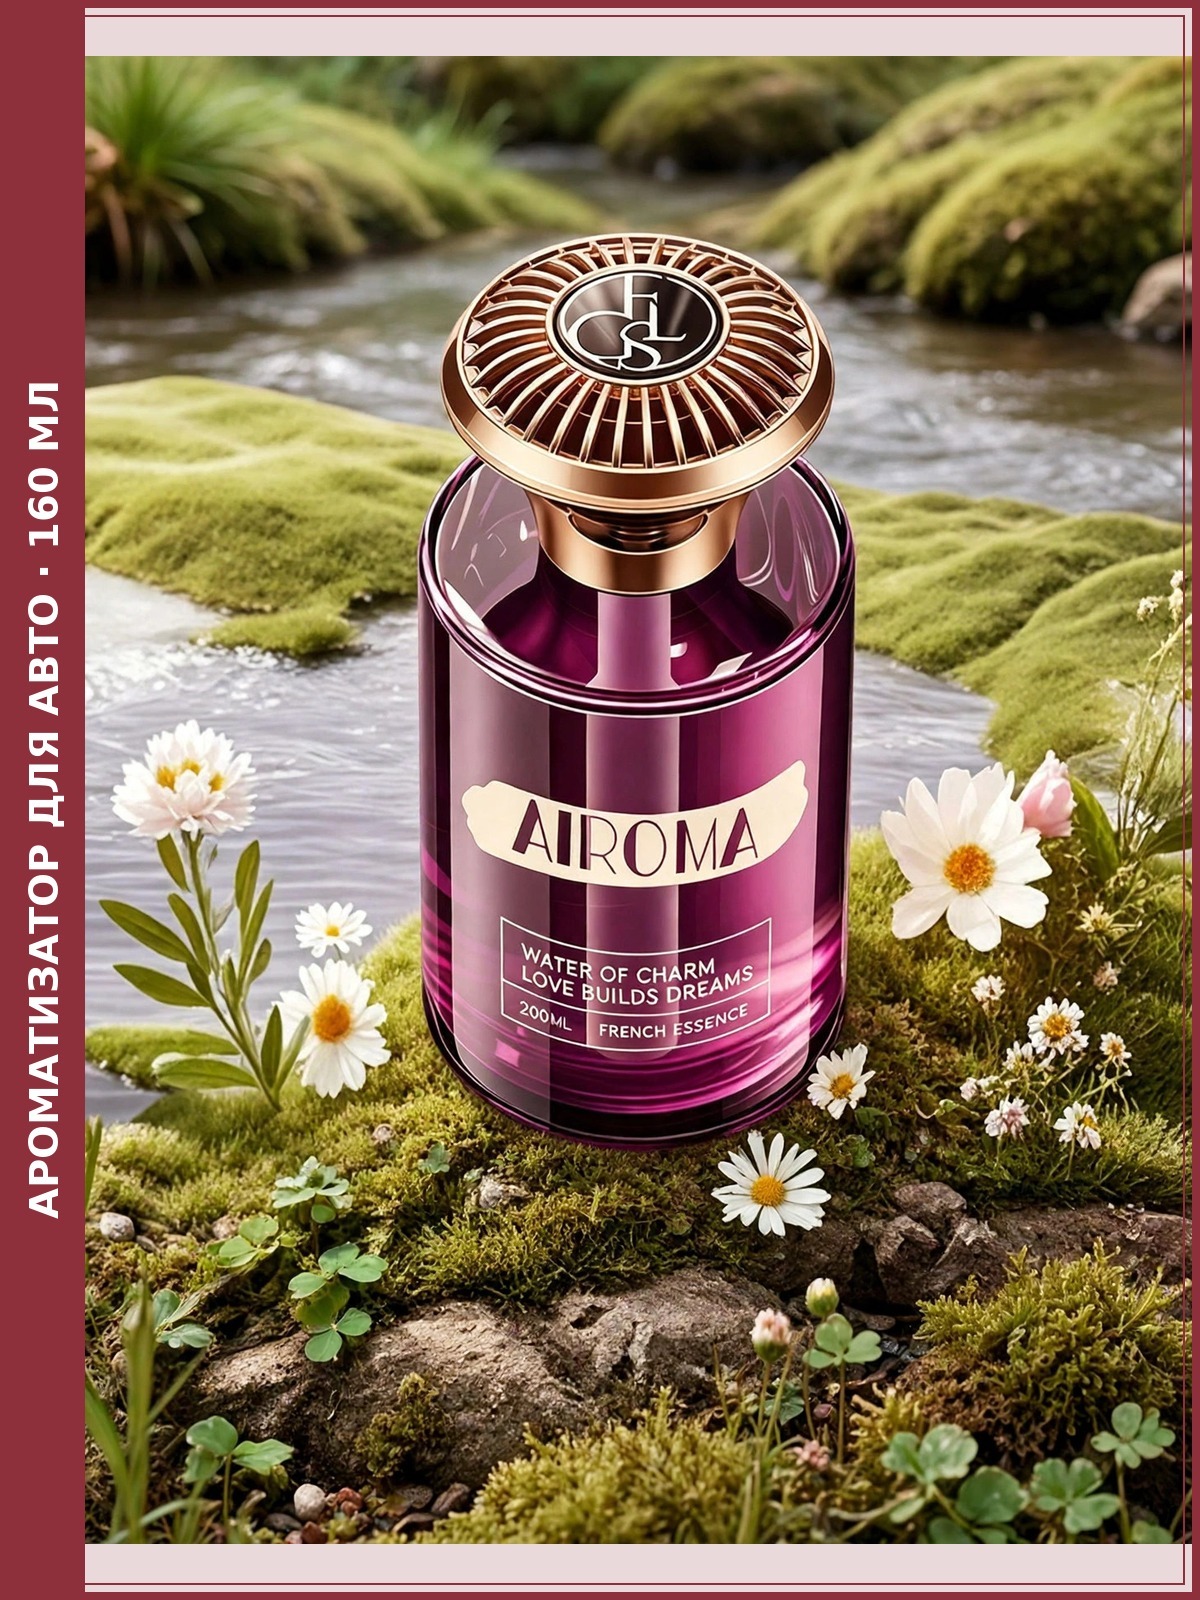 АРОМАТИЗАТОР ДЛЯ АВТО · 160 МЛ
AIROMA
WATER OF CHARM
LOVE BUILDS DREAMS
200ML FRENCH ESSENCE